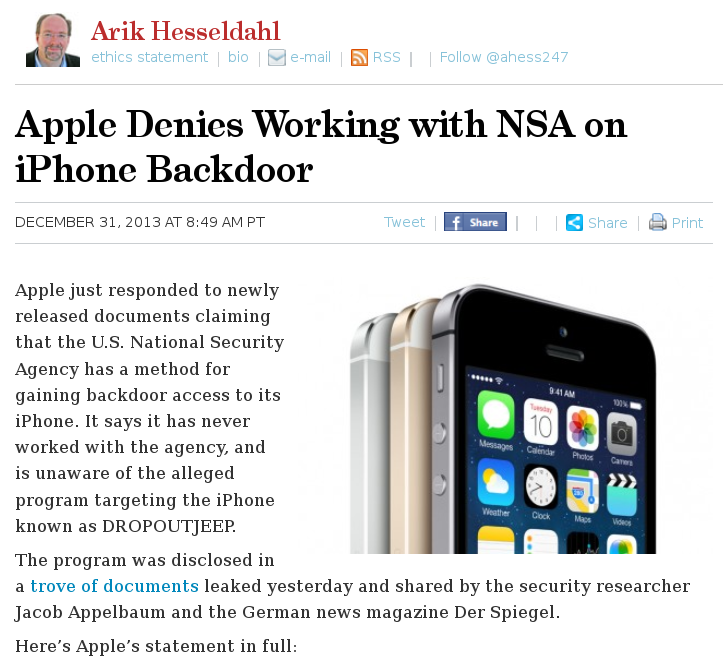 Arik Hesseldahl
ethics statement | bio | e-mail | RSS | | Follow @ahess247
Apple Denies Working with NSA on
iPhone Backdoor
DECEMBER 31, 2013 AT 8:49 AM PT
Tweet | f Share | | | Share | Print
Apple just responded to newly
released documents claiming
that the U.S. National Security
Agency has a method for
gaining backdoor access to its
iPhone. It says it has never
worked with the agency, and
is unaware of the alleged
program targeting the iPhone
known as DROPOUTJEEP.
9:41 AM
100%
Tuesday
10
Messages
Calendar
Photos
Camera
Weather
Clock
Maps
Videos
The program was disclosed in
a trove of documents leaked yesterday and shared by the security researcher
Jacob Appelbaum and the German news magazine Der Spiegel.
Here’s Apple’s statement in full: